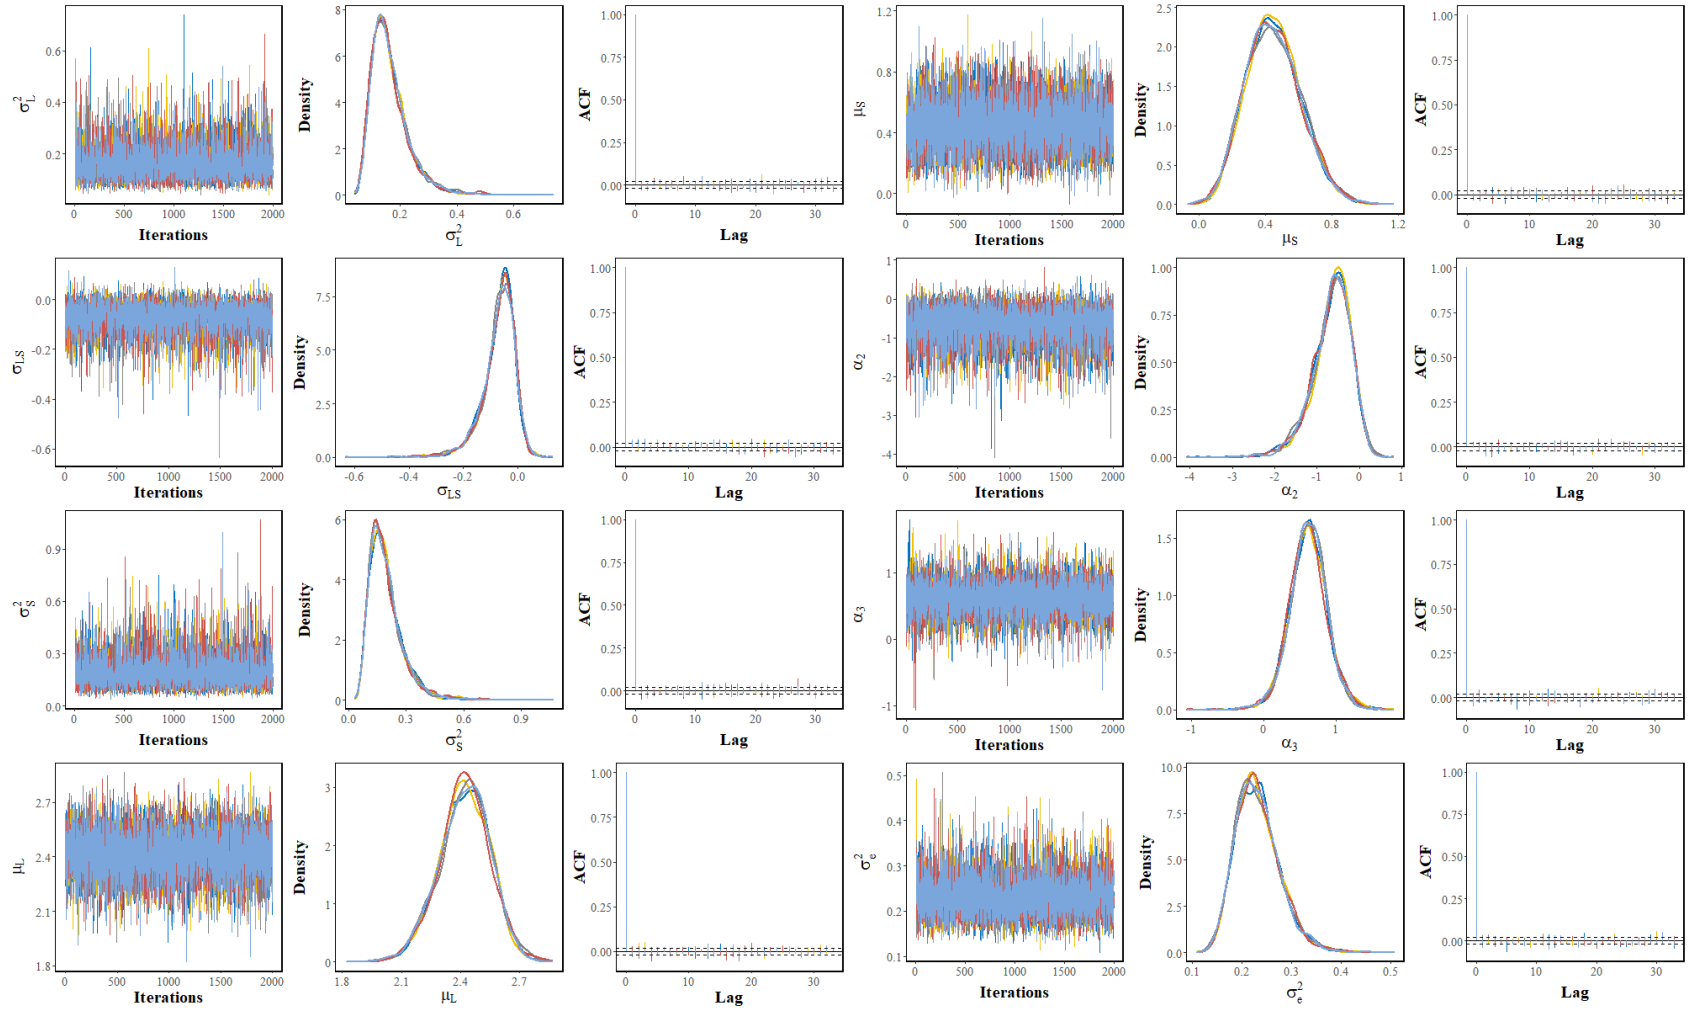 0.6
0.4
0.2
σ²L
0 500 1000 1500 2000
Iterations
8
6
4
2
0
Density
0.2 0.4 0.6
σ²L
1.00
0.75
0.50
0.25
0.00
ACF
0 10 20 30
Lag
1.2
0.8
0.4
0.0
μS
0 500 1000 1500 2000
Iterations
2.5
2.0
1.5
1.0
0.5
0.0
Density
0.0 0.4 0.8 1.2
μS
1.00
0.75
0.50
0.25
0.00
ACF
0 10 20 30
Lag
0.0
-0.2
-0.4
-0.6
σLS
0 500 1000 1500 2000
Iterations
7.5
5.0
2.5
0.0
Density
-0.6 -0.4 -0.2 0.0
σLS
1.00
0.75
0.50
0.25
0.00
ACF
0 10 20 30
Lag
1
0
-1
-2
-3
-4
α2
0 500 1000 1500 2000
Iterations
1.00
0.75
0.50
0.25
0.00
Density
-4 -3 -2 -1 0 1
α2
1.00
0.75
0.50
0.25
0.00
ACF
0 10 20 30
Lag
0.9
0.6
0.3
0.0
σ²S
0 500 1000 1500 2000
Iterations
6
4
2
0
Density
0.0 0.3 0.6 0.9
σ²S
1.00
0.75
0.50
0.25
0.00
ACF
0 10 20 30
Lag
1
0
-1
α3
0 500 1000 1500 2000
Iterations
1.5
1.0
0.5
0.0
Density
-1 0 1
α3
1.00
0.75
0.50
0.25
0.00
ACF
0 10 20 30
Lag
2.7
2.4
2.1
1.8
μL
0 500 1000 1500 2000
Iterations
3
2
1
0
Density
1.8 2.1 2.4 2.7
μL
1.00
0.75
0.50
0.25
0.00
ACF
0 10 20 30
Lag
0.5
0.4
0.3
0.2
0.1
σ²e
0 500 1000 1500 2000
Iterations
10.0
7.5
5.0
2.5
0.0
Density
0.1 0.2 0.3 0.4 0.5
σ²e
1.00
0.75
0.50
0.25
0.00
ACF
0 10 20 30
Lag